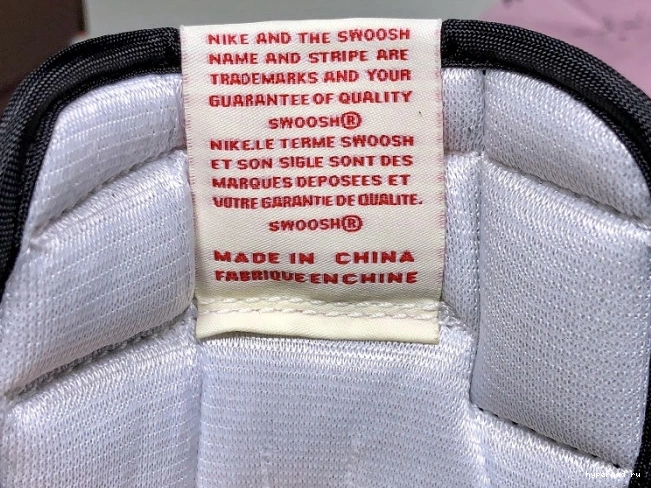 NIKE AND THE SWOOSH
NAME AND STRIPE ARE
TRADEMARKS AND YOUR
GUARANTEE OF QUALITY
SWOOSH®
NIKE.LE TERME SWOOSH
ET SON SIGLE SONT DES
MARQUES DEPOSEES ET
VOTRE GARANTIE DE QUALITE.
SWOOSH®
MADE IN CHINA
FABRIQUE EN CHINE